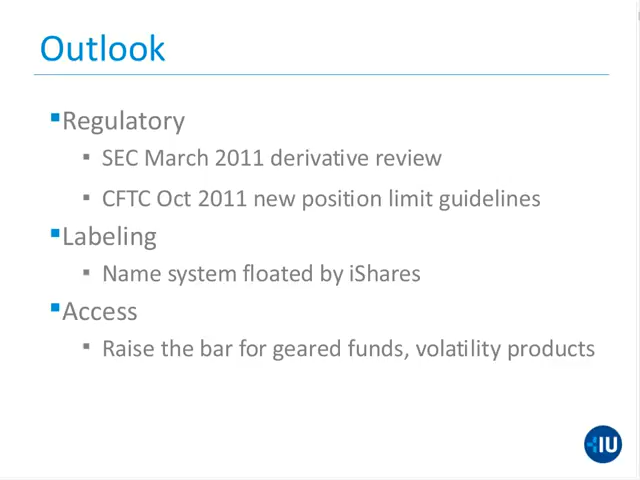 Outlook
▪Regulatory
▪ SEC March 2011 derivative review
▪ CFTC Oct 2011 new position limit guidelines
▪Labeling
▪ Name system floated by iShares
▪Access
▪ Raise the bar for geared funds, volatility products
IU